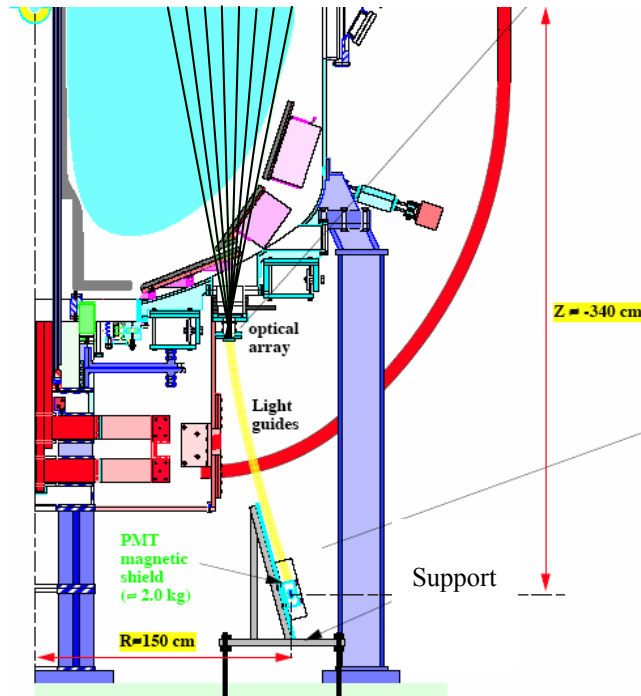 Z ≈ -340 cm
optical
array
Light
guides
PMT
magnetic
shield
(≈ 2.0 kg)
Support
R≈150 cm